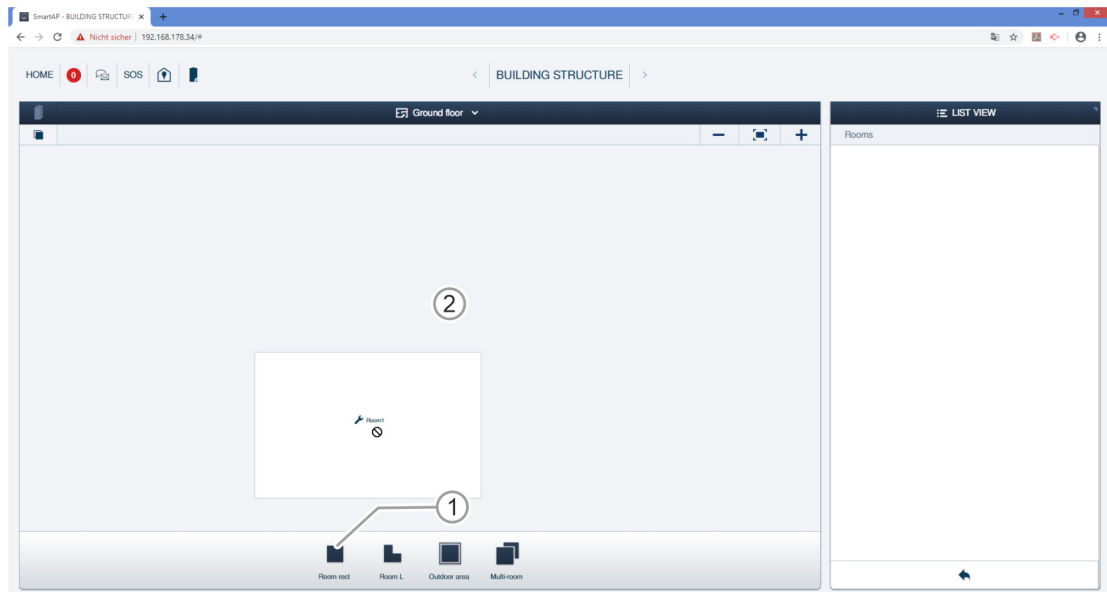 SmartAP - BUILDING STRUCTUR
Nicht sicher | 192.168.178.34/#
HOME 0 SOS
BUILDING STRUCTURE
Ground floor
LIST VIEW
Rooms
2
Room1
1
Room rect Room L Outdoor area Multi-room